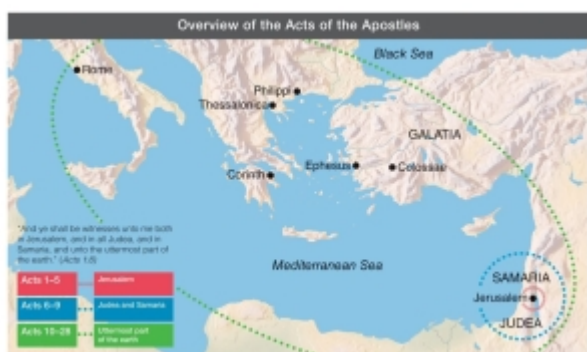 Overview of the Acts of the Apostles
Black Sea
Rome
Philippi
Thessalonica
GALATIA
Ephesus
Colossae
Corinth
"And ye shall be witnesses unto me both
in Jerusalem, and in all Judea, and in
Samaria, and unto the uttermost part of
the earth." (Acts 1:8)
Mediterranean Sea
SAMARIA
Jerusalem
JUDEA
Acts 1–5 Jerusalem
Acts 6–9 Judea and Samaria
Acts 10–28 Uttermost part
of the earth